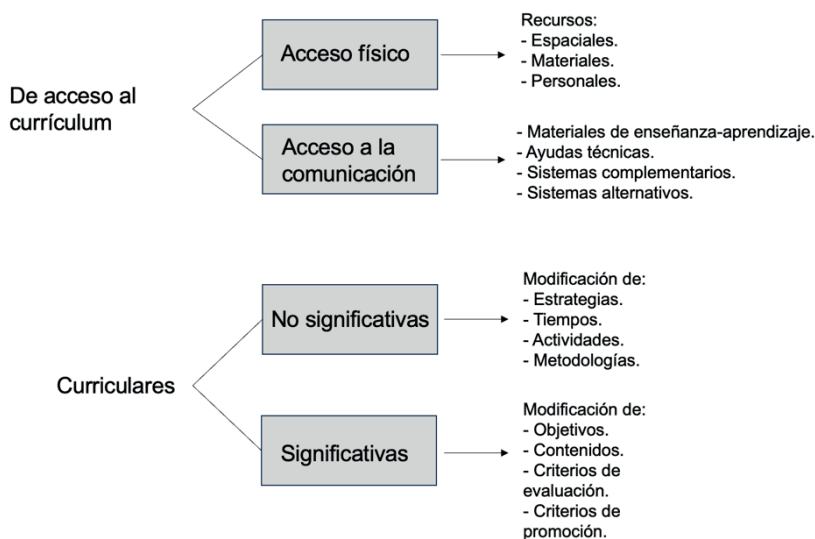 De acceso al
currículum
Acceso físico
Recursos:
- Espaciales.
- Materiales.
- Personales.
Acceso a la
comunicación
- Materiales de enseñanza-aprendizaje.
- Ayudas técnicas.
- Sistemas complementarios.
- Sistemas alternativos.
Curriculares
No significativas
Modificación de:
- Estrategias.
- Tiempos.
- Actividades.
- Metodologías.
Significativas
Modificación de:
- Objetivos.
- Contenidos.
- Criterios de
evaluación.
- Criterios de
promoción.